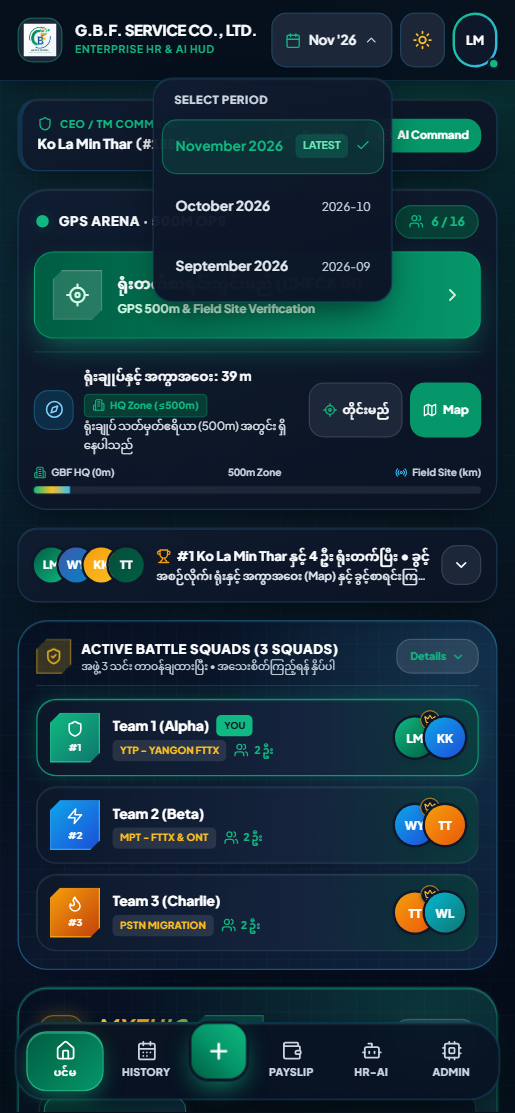 G.B.F. SERVICE CO., LTD.
ENTERPRISE HR & AI HUD
Nov '26
LM
SELECT PERIOD
November 2026 LATEST
October 2026 2026-10
September 2026 2026-09
CEO / TM COMM
Ko La Min Thar (#
AI Command
GPS ARENA · 500M OPS
6 / 16
GPS 500m & Field Site Verification
ရုံးချုပ်နှင့် အကွာအဝေး: 39 m
HQ Zone (≤500m)
ရုံးချုပ် သတ်မှတ်ဧရိယာ (500m) အတွင်း ရှိ
နေပါသည်
တိုင်းမည်
Map
GBF HQ (0m) 500m Zone Field Site (km)
LM WY KK TT
#1 Ko La Min Thar နှင့် 4 ဦး ရုံးတက်ပြီး • ခွင့်
အစဉ်လိုက်၊ ရုံးနှင့် အကွာအဝေး (Map) နှင့် ခွင့်စာရင်းကြ...
ACTIVE BATTLE SQUADS (3 SQUADS)
အဖွဲ့ 3 သင်း တာဝန်ချထားပြီး • အသေးစိတ်ကြည့်ရန် နှိပ်ပါ
Details
#1
Team 1 (Alpha) YOU
YTP - YANGON FTTX 2 ဦး
LM KK
#2
Team 2 (Beta)
MPT - FTTX & ONT 2 ဦး
WY TT
#3
Team 3 (Charlie)
PSTN MIGRATION 2 ဦး
TT WL
ပင်မ
HISTORY
PAYSLIP
HR-AI
ADMIN